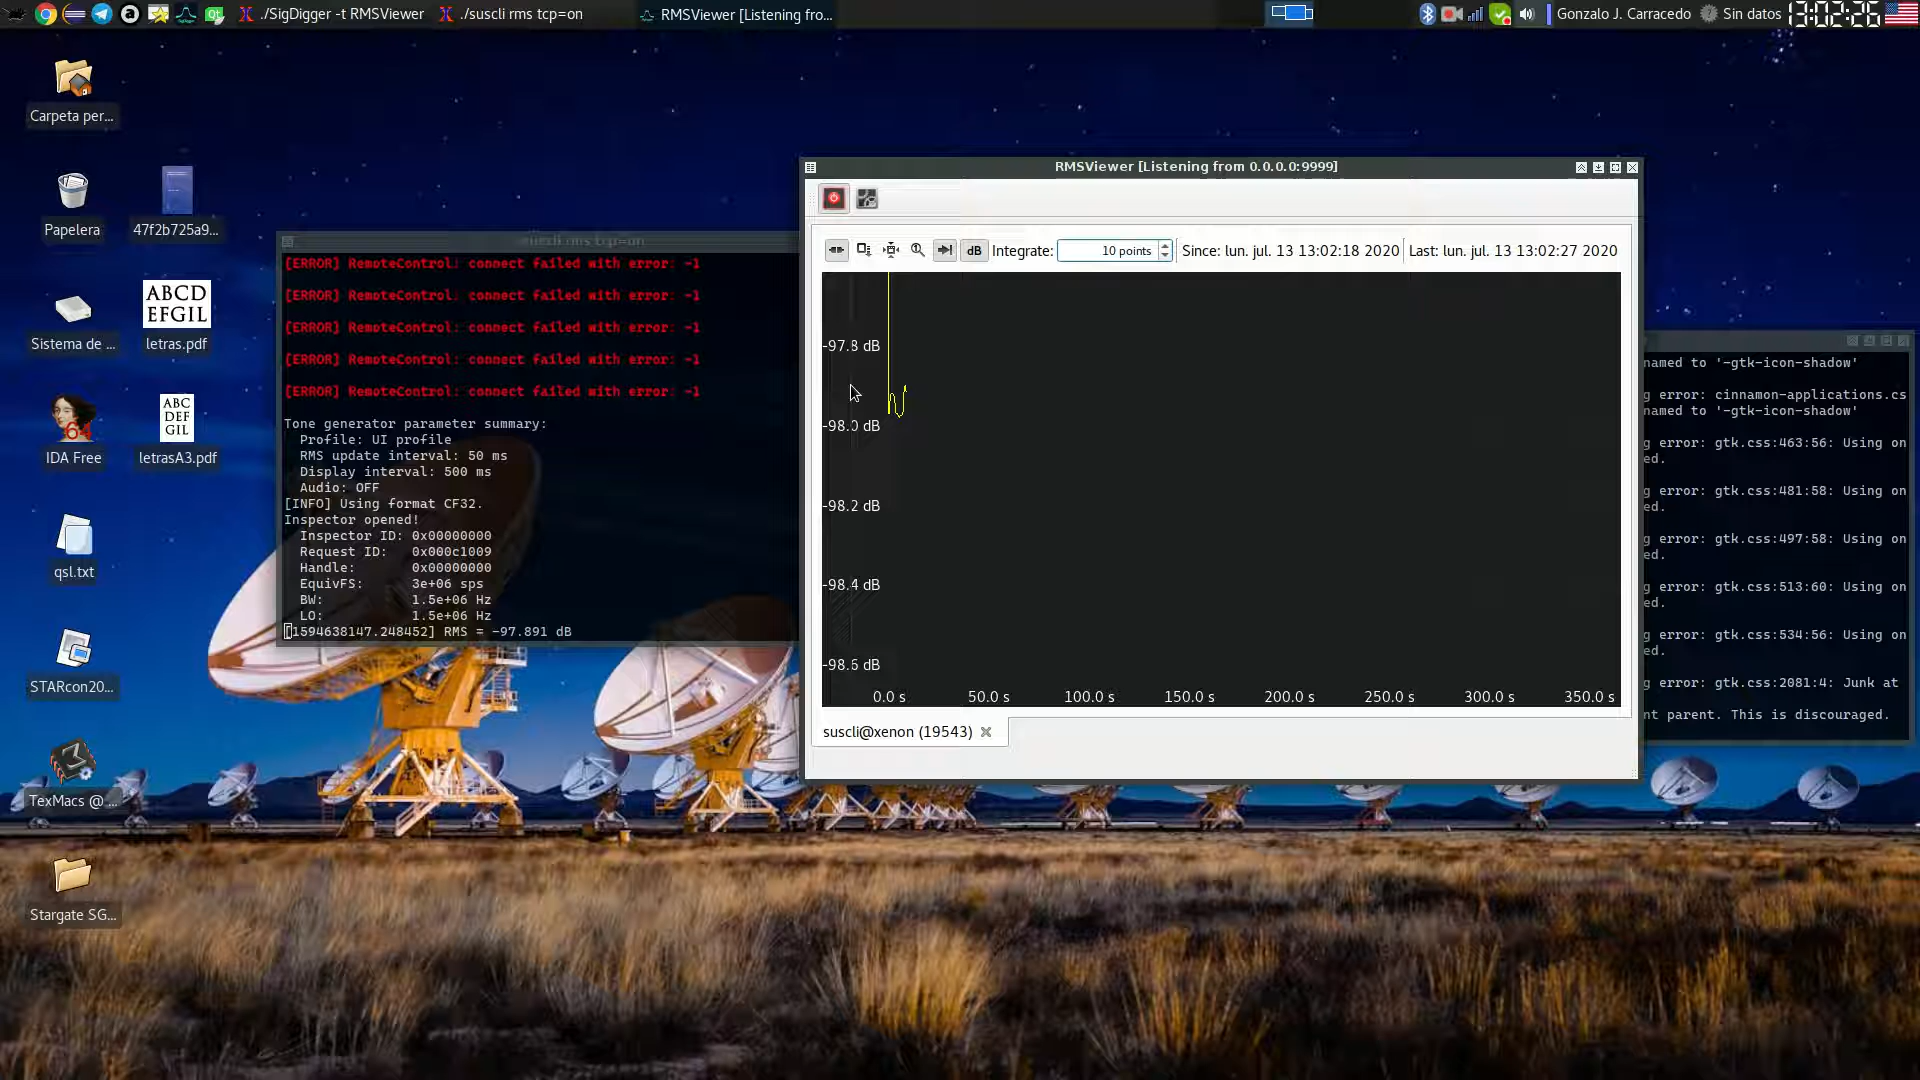 ./SigDigger -t RMSViewer
./suscli rms tcp=on
RMSViewer [Listening fro...
Gonzalo J. Carracedo
Sin datos
13:02:26
Carpeta per...
Papelera
47f2b725a9...
Sistema de ...
ABCD
EFGIL
letras.pdf
64
IDA Free
ABC
DEF
GIL
letrasA3.pdf
qsl.txt
STARcon20...
TexMacs @ ...
Stargate SG...
suscli rms tcp=on
[ERROR] RemoteControl: connect failed with error: -1
[ERROR] RemoteControl: connect failed with error: -1
[ERROR] RemoteControl: connect failed with error: -1
[ERROR] RemoteControl: connect failed with error: -1
[ERROR] RemoteControl: connect failed with error: -1
Tone generator parameter summary:
Profile: UI profile
RMS update interval: 50 ms
Display interval: 500 ms
Audio: OFF
[INFO] Using format CF32.
Inspector opened!
Inspector ID: 0x00000000
Request ID: 0x000c1009
Handle: 0x00000000
EquivFS: 3e+06 sps
BW: 1.5e+06 Hz
LO: 1.5e+06 Hz
[1594638147.248452] RMS = -97.891 dB
RMSViewer [Listening from 0.0.0.0:9999]
dB Integrate: 10 points Since: lun. jul. 13 13:02:18 2020 Last: lun. jul. 13 13:02:27 2020
-97.8 dB
-98.0 dB
-98.2 dB
-98.4 dB
-98.6 dB
0.0 s 50.0 s 100.0 s 150.0 s 200.0 s 250.0 s 300.0 s 350.0 s
suscli@xenon (19543)
named to '-gtk-icon-shadow'
g error: cinnamon-applications.cs
named to '-gtk-icon-shadow'
g error: gtk.css:463:56: Using on
ed.
g error: gtk.css:481:58: Using on
ed.
g error: gtk.css:497:58: Using on
ed.
g error: gtk.css:513:60: Using on
ed.
g error: gtk.css:534:56: Using on
ed.
g error: gtk.css:2081:4: Junk at
nt parent. This is discouraged.